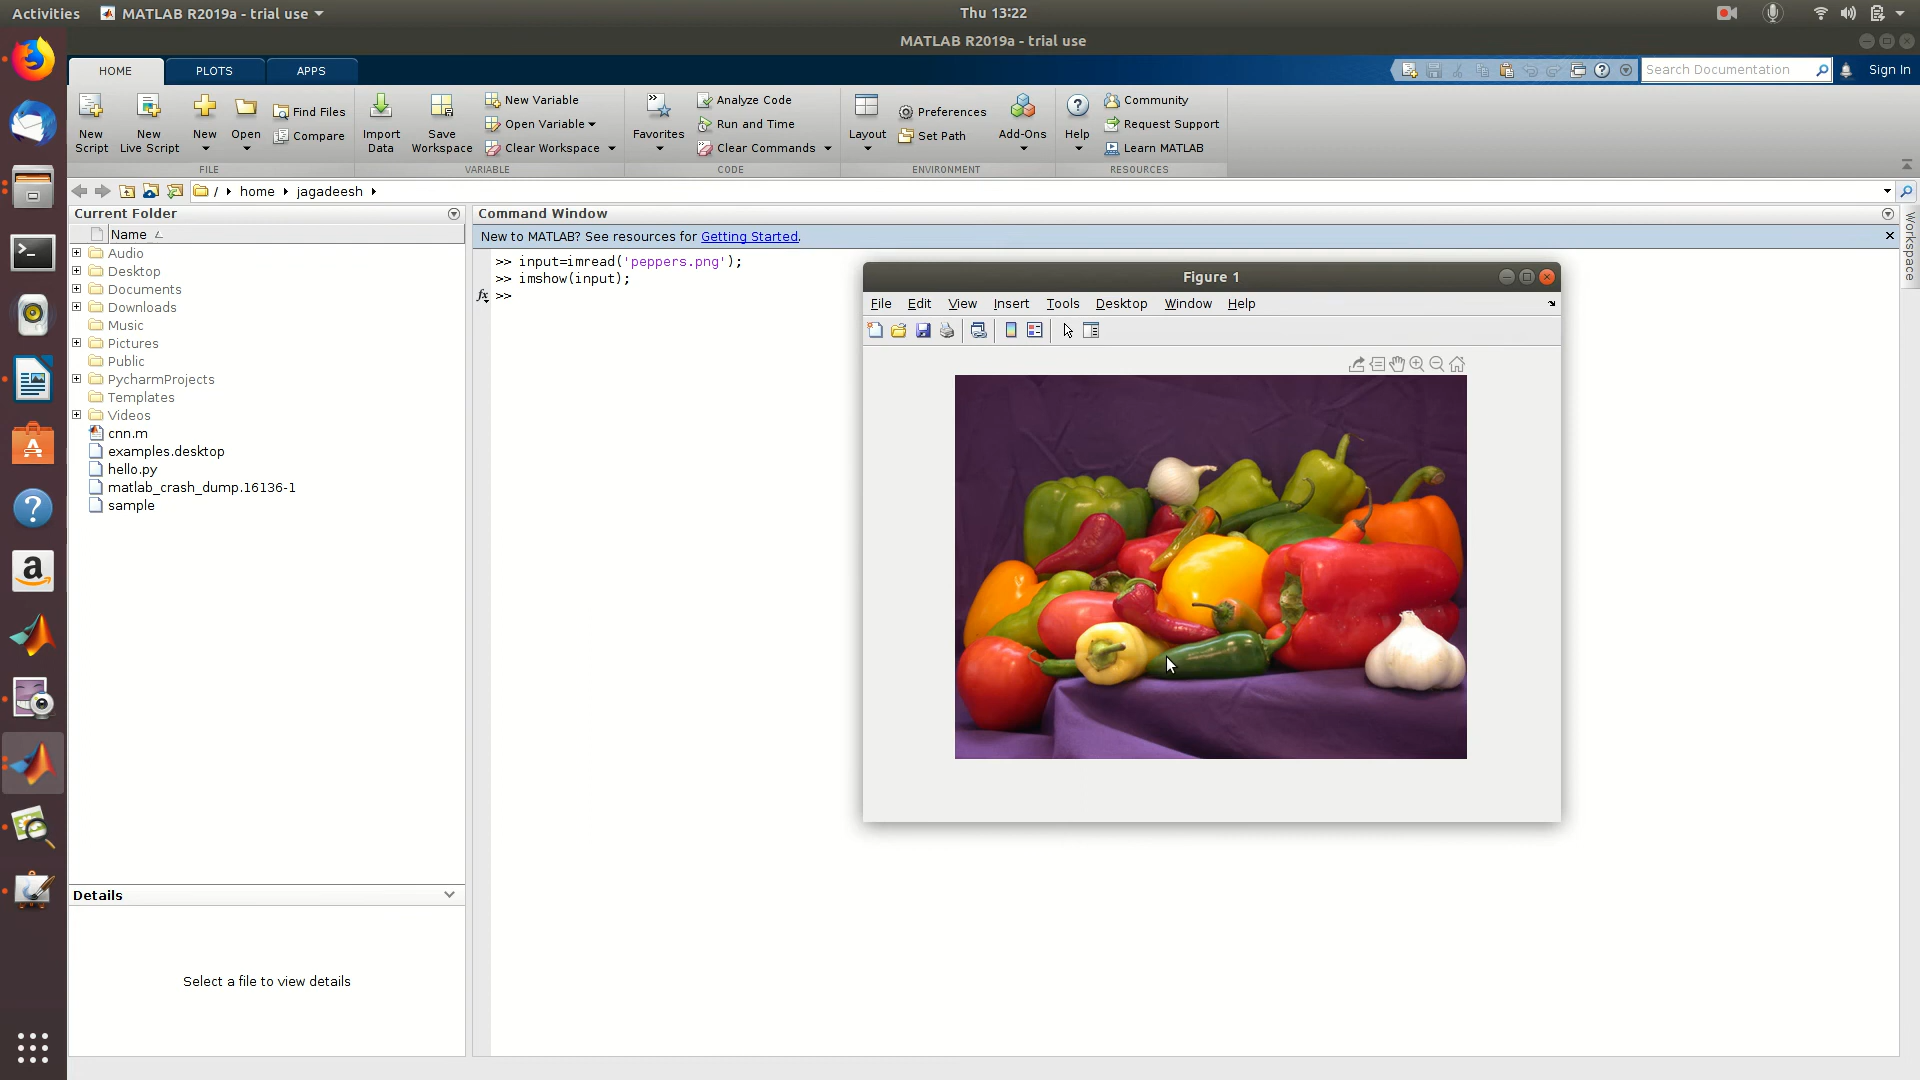 Activities
MATLAB R2019a - trial use
Thu 13:22
MATLAB R2019a - trial use
HOME
PLOTS
APPS
Search Documentation
Sign In
New Script
New Live Script
New
Open
Find Files
Compare
FILE
Import Data
Save Workspace
New Variable
Open Variable
Clear Workspace
VARIABLE
Favorites
Analyze Code
Run and Time
Clear Commands
CODE
Layout
Preferences
Set Path
Add-Ons
ENVIRONMENT
Help
Community
Request Support
Learn MATLAB
RESOURCES
/ home jagadeesh
Current Folder
Name
Audio
Desktop
Documents
Downloads
Music
Pictures
Public
PycharmProjects
Templates
Videos
cnn.m
examples.desktop
hello.py
matlab_crash_dump.16136-1
sample
Details
Select a file to view details
Command Window
New to MATLAB? See resources for Getting Started.
>> input=imread('peppers.png');
>> imshow(input);
fx >>
Workspace
Figure 1
File Edit View Insert Tools Desktop Window Help